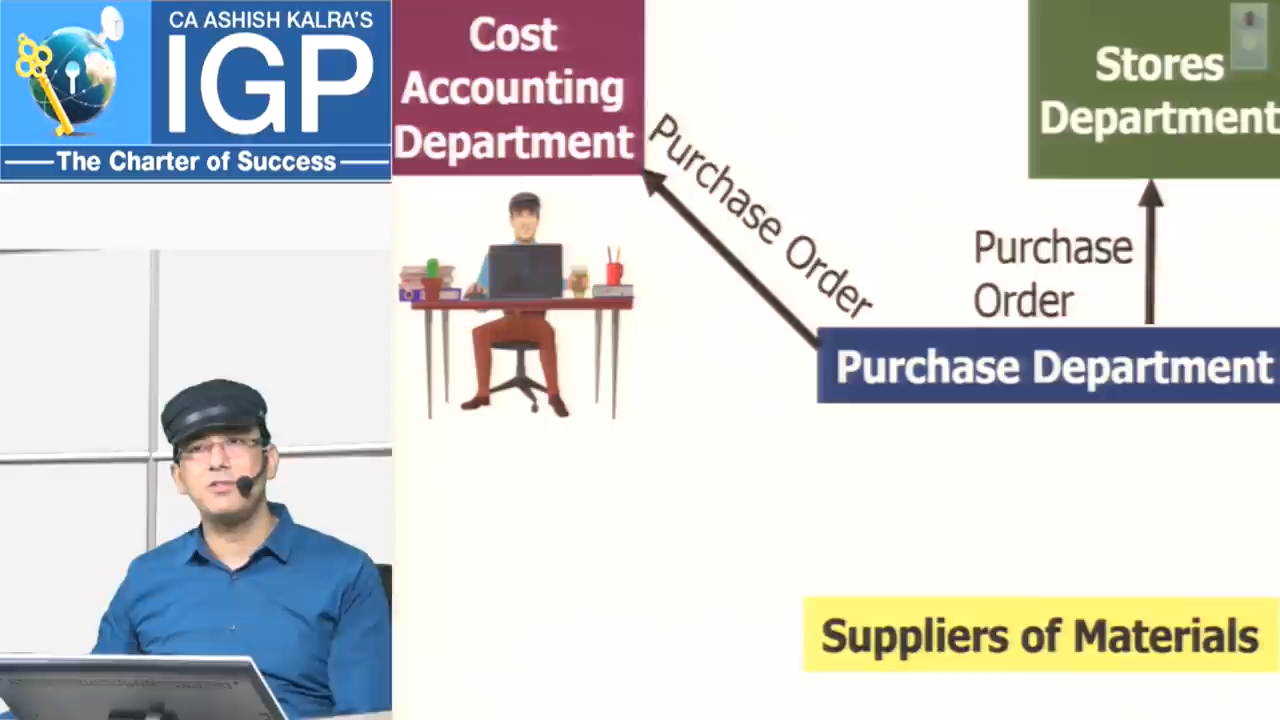 CA ASHISH KALRA'S
IGP
The Charter of Success
Cost
Accounting
Department
Stores
Department
Purchase Order
Purchase
Order
Purchase Department
Suppliers of Materials